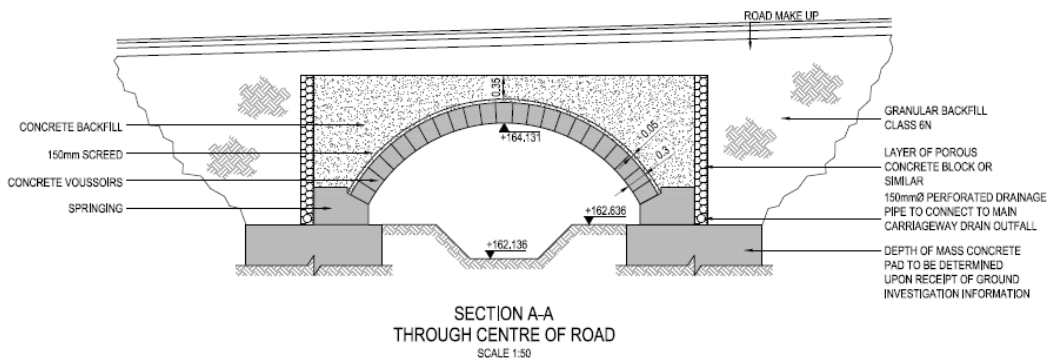 ROAD MAKE UP
0.35
CONCRETE BACKFILL
150mm SCREED
CONCRETE VOUSSOIRS
SPRINGING
+164.131
0.05
0.3
+162.636
+162.136
GRANULAR BACKFILL
CLASS 6N
LAYER OF POROUS
CONCRETE BLOCK OR
SIMILAR
150mmØ PERFORATED DRAINAGE
PIPE TO CONNECT TO MAIN
CARRIAGEWAY DRAIN OUTFALL
DEPTH OF MASS CONCRETE
PAD TO BE DETERMINED
UPON RECEIPT OF GROUND
INVESTIGATION INFORMATION
SECTION A-A
THROUGH CENTRE OF ROAD
SCALE 1:50